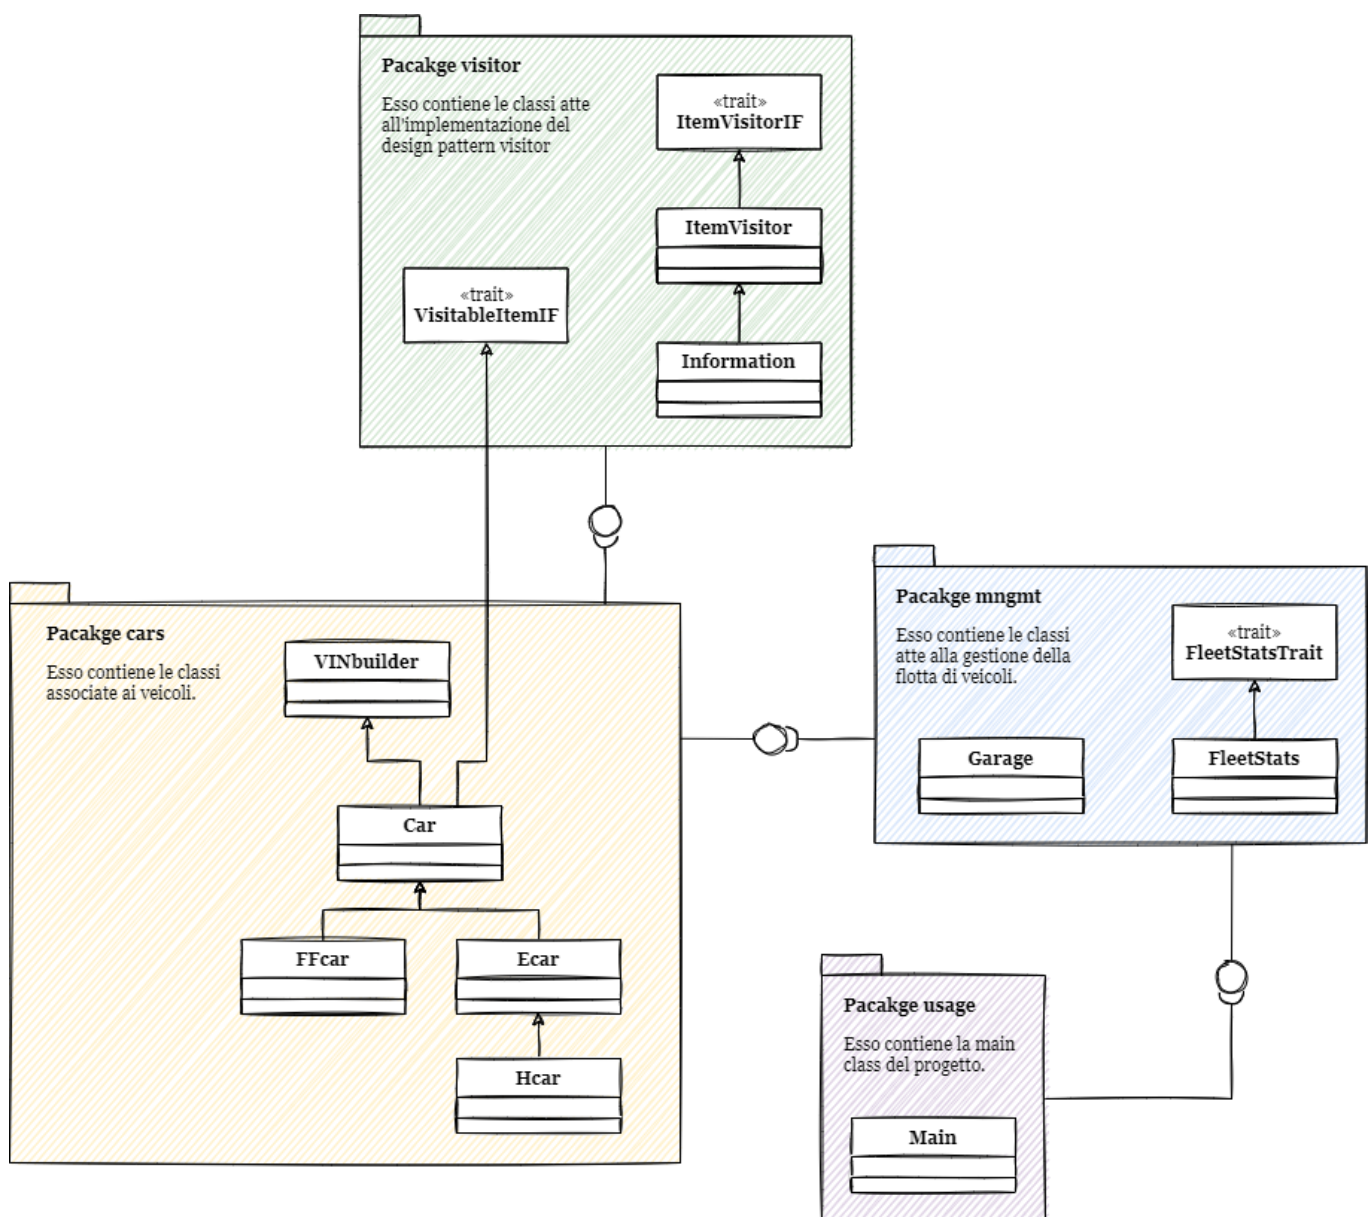 Pacakge visitor
Esso contiene le classi atte
all'implementazione del
design pattern visitor
«trait»
ItemVisitorIF
ItemVisitor
«trait»
VisitableItemIF
Information
Pacakge cars
Esso contiene le classi
associate ai veicoli.
VINbuilder
Car
FFcar
Ecar
Hcar
Pacakge mngmt
Esso contiene le classi
atte alla gestione della
flotta di veicoli.
«trait»
FleetStatsTrait
Garage
FleetStats
Pacakge usage
Esso contiene la main
class del progetto.
Main